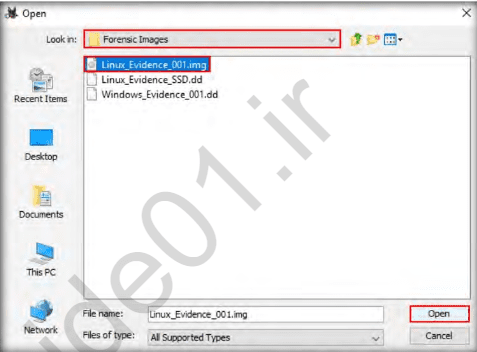 Open
Look in:
Forensic Images
Linux_Evidence_001.img
Linux_Evidence_SSD.dd
Windows_Evidence_001.dd
Recent Items
Desktop
Documents
This PC
Network
File name:
Linux_Evidence_001.img
Open
Files of type:
All Supported Types
Cancel
ide01.ir